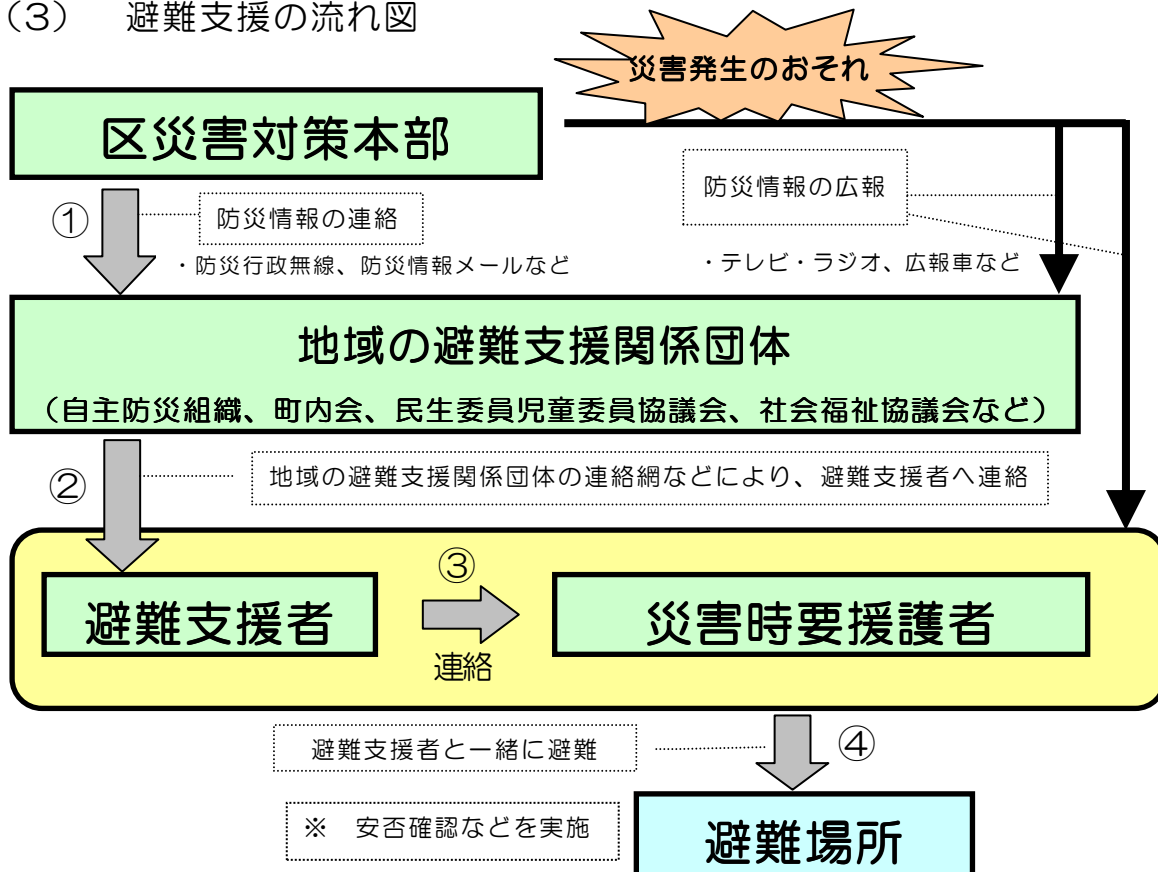 （3）　避難支援の流れ図
災害発生のおそれ
区災害対策本部
①
防災情報の連絡
・防災行政無線、防災情報メールなど
防災情報の広報
・テレビ・ラジオ、広報車など
地域の避難支援関係団体
（自主防災組織、町内会、民生委員児童委員協議会、社会福祉協議会など）
②
地域の避難支援関係団体の連絡網などにより、避難支援者へ連絡
避難支援者
③
連絡
災害時要援護者
避難支援者と一緒に避難
④
※　安否確認などを実施
避難場所